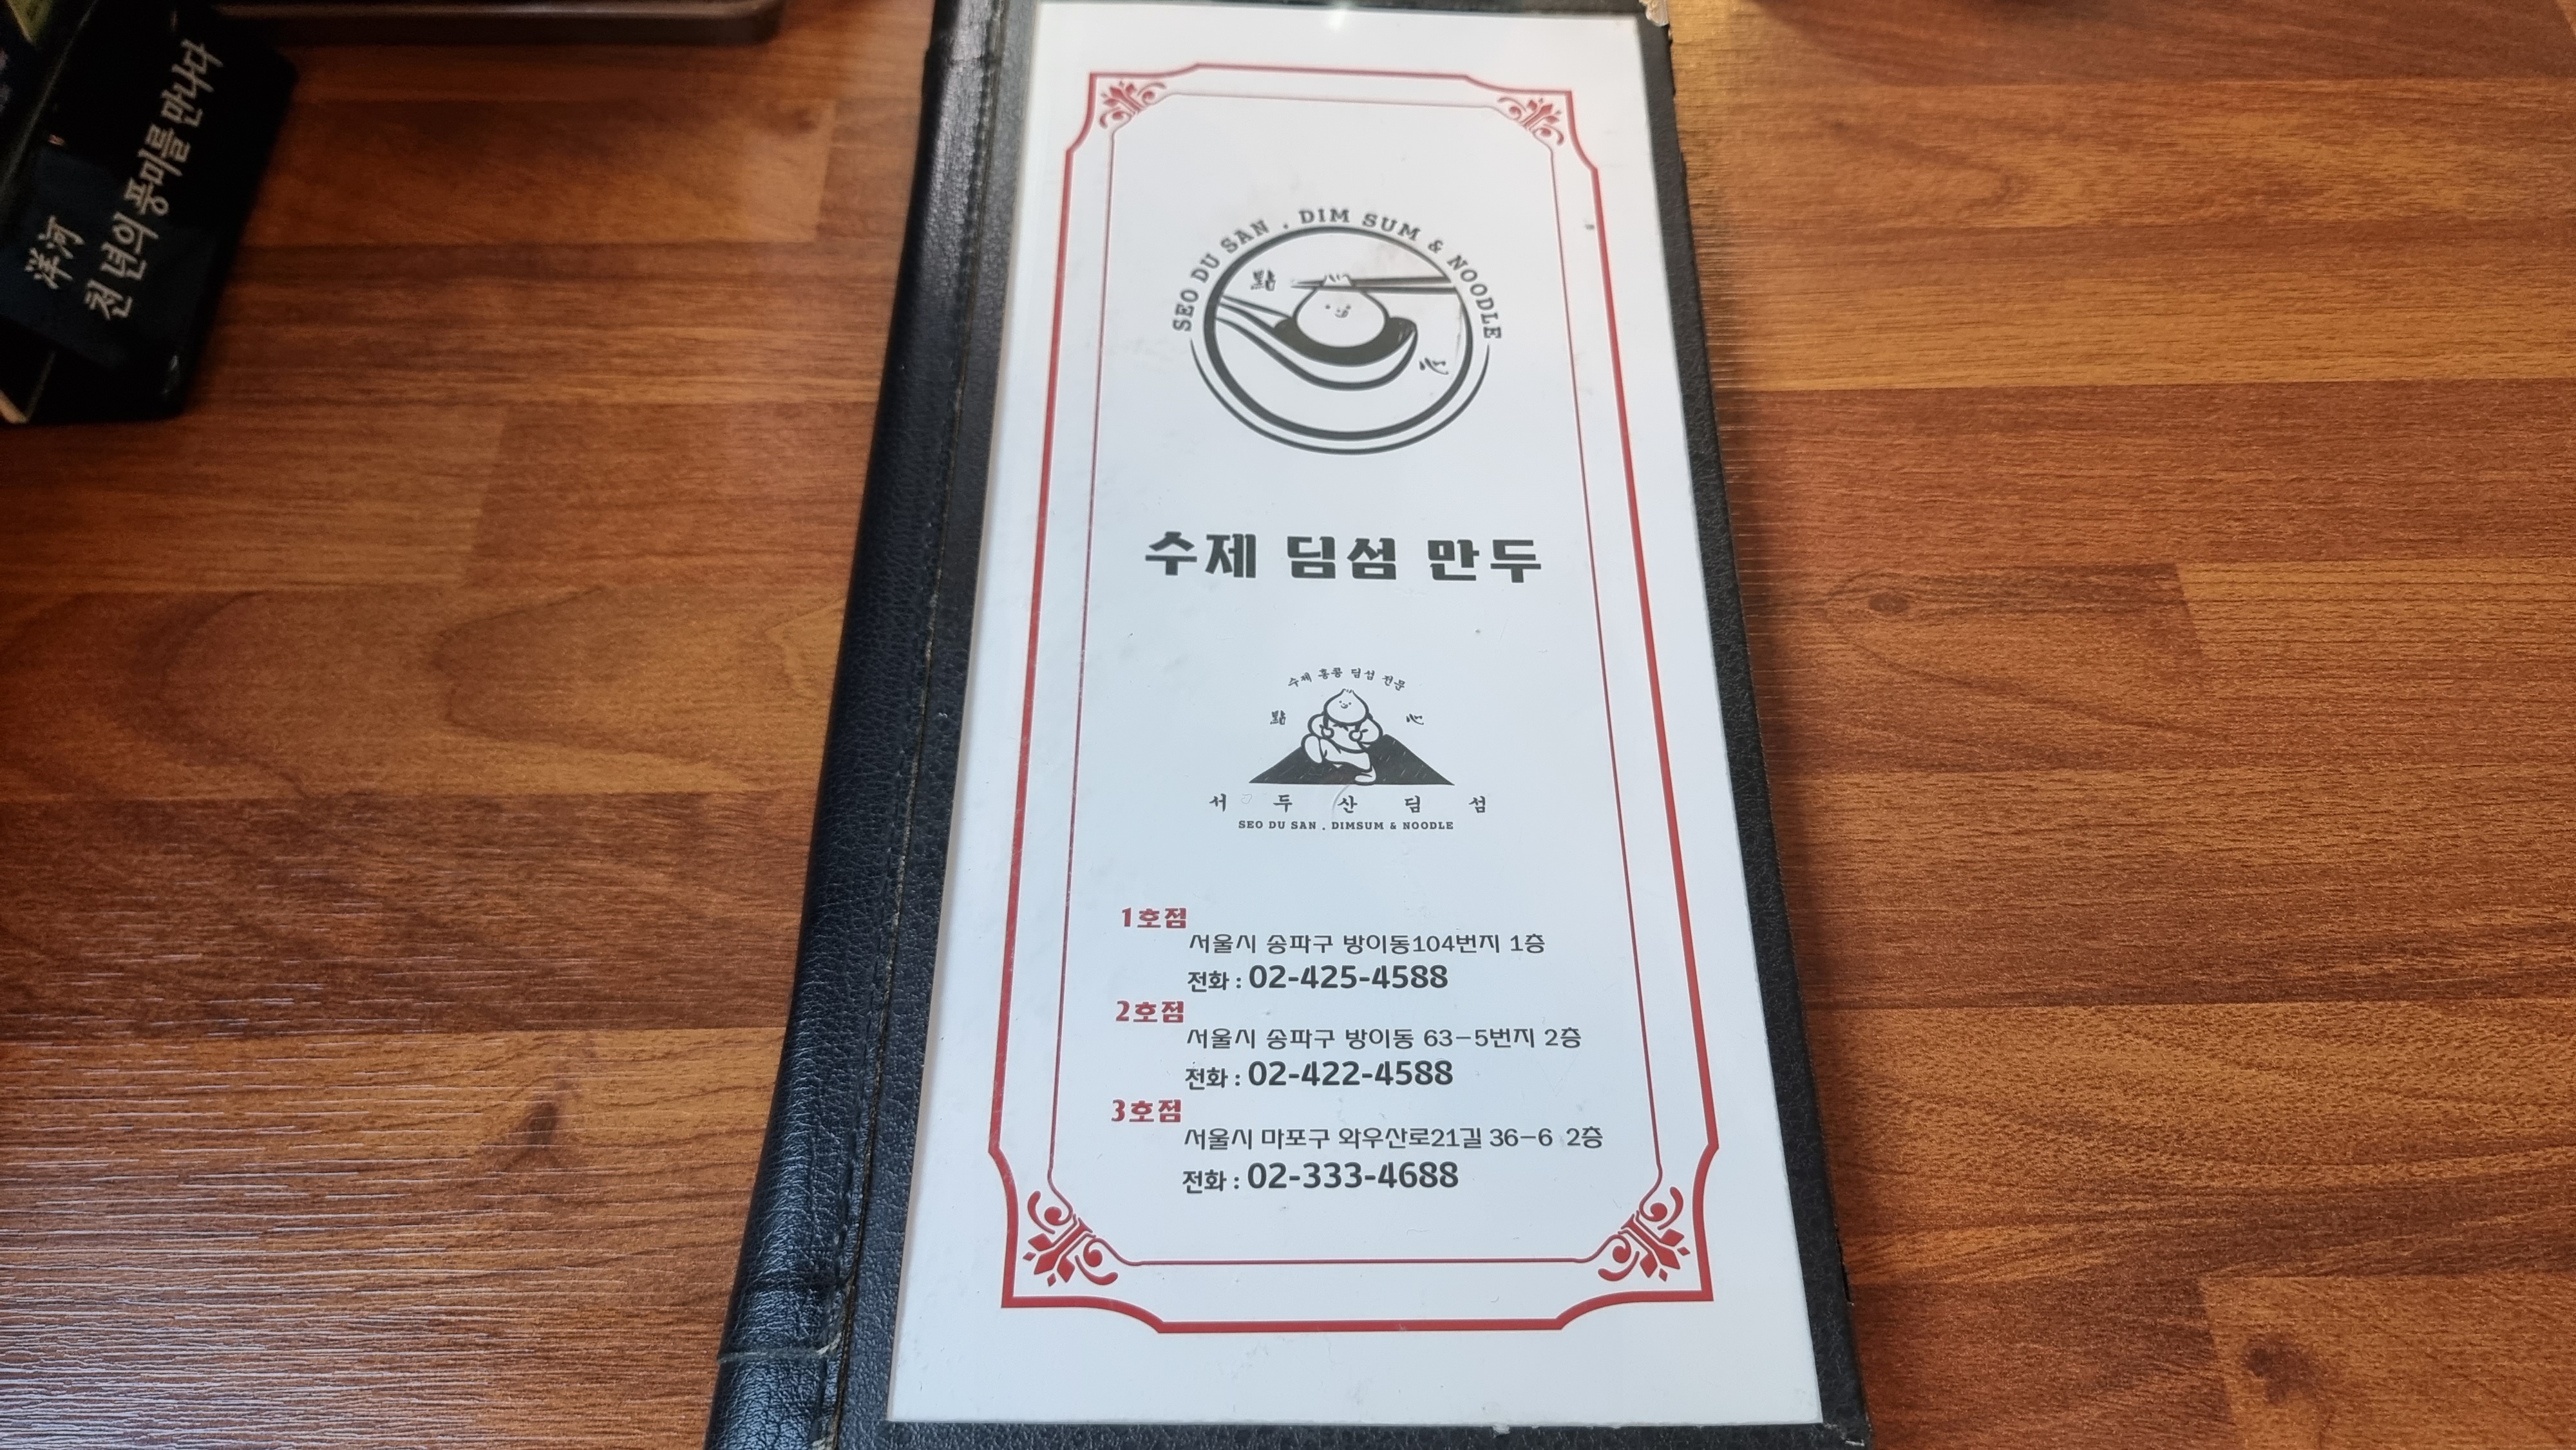 洋河
천 년의 풍미를 만나다
SEO DU SAN . DIM SUM & NOODLE
點
心
수제 딤섬 만두
수제 홍콩 딤섬 전문
點 心
서 두 산 딤 섬
SEO DU SAN . DIMSUM & NOODLE
1호점
서울시 송파구 방이동104번지 1층
전화 : 02-425-4588
2호점
서울시 송파구 방이동 63-5번지 2층
전화 : 02-422-4588
3호점
서울시 마포구 와우산로21길 36-6 2층
전화 : 02-333-4688